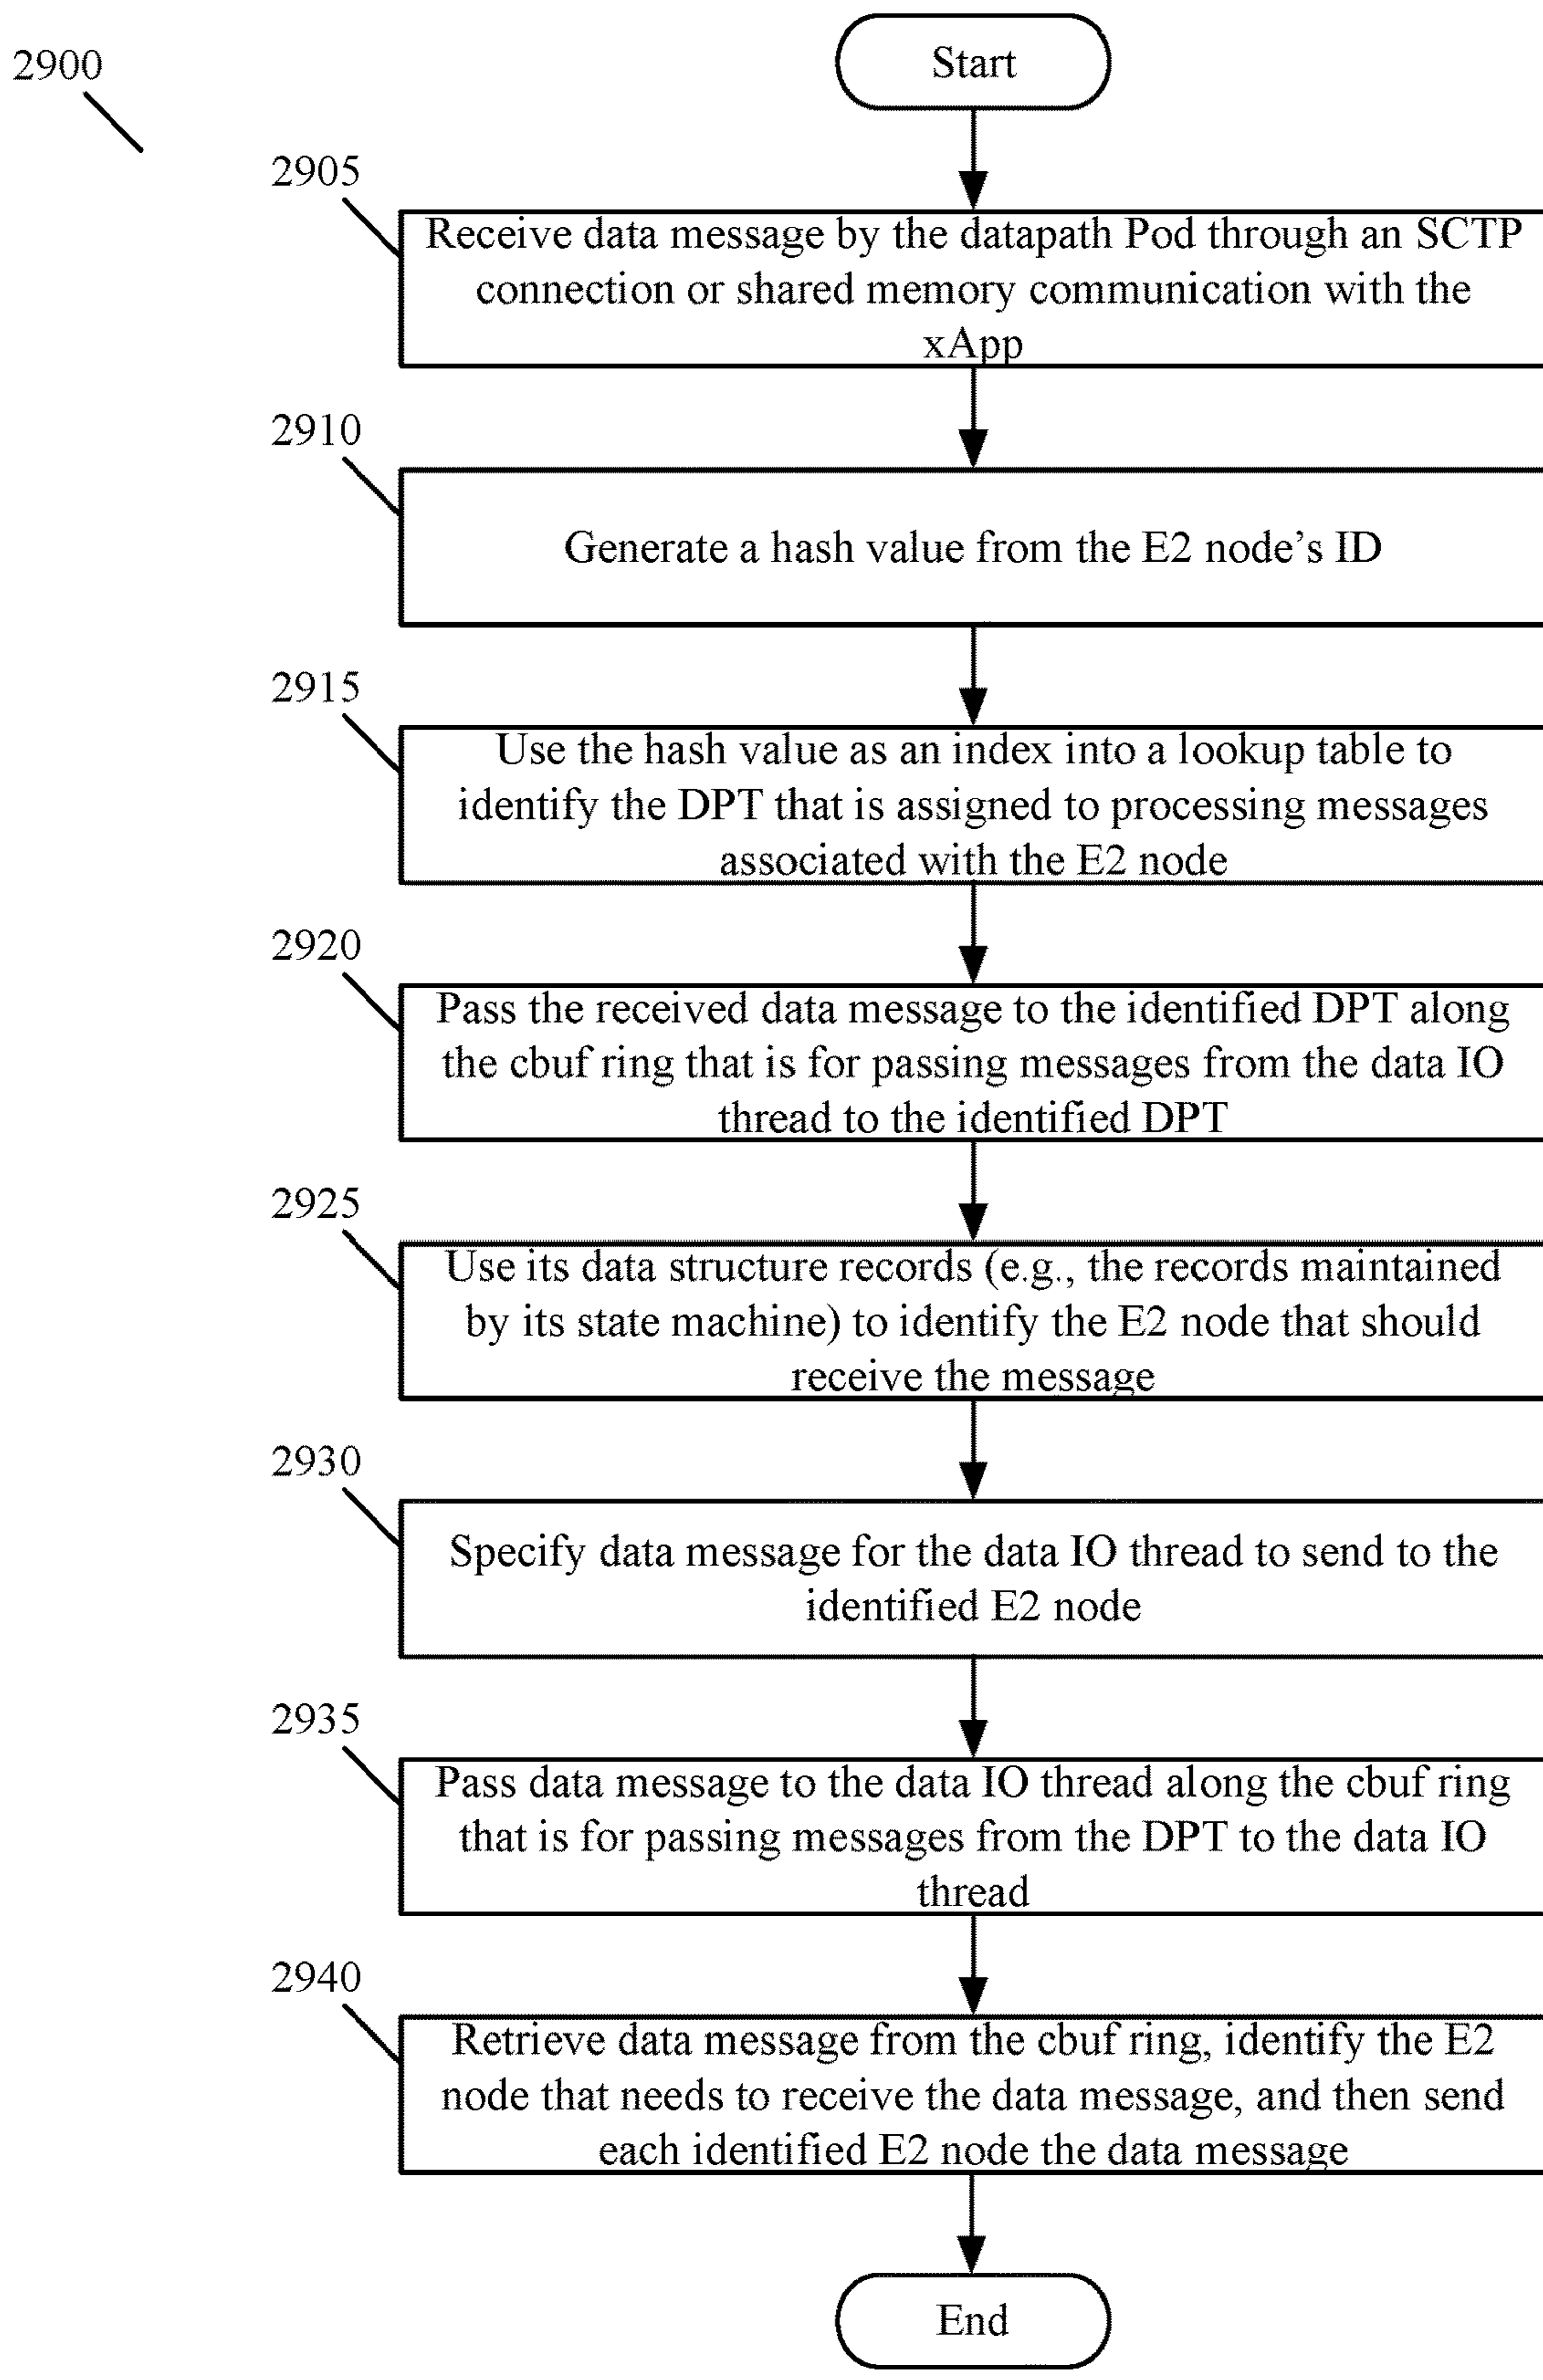 2900
Start
2905
Receive data message by the datapath Pod through an SCTP
connection or shared memory communication with the
xApp
2910
Generate a hash value from the E2 node’s ID
2915
Use the hash value as an index into a lookup table to
identify the DPT that is assigned to processing messages
associated with the E2 node
2920
Pass the received data message to the identified DPT along
the cbuf ring that is for passing messages from the data IO
thread to the identified DPT
2925
Use its data structure records (e.g., the records maintained
by its state machine) to identify the E2 node that should
receive the message
2930
Specify data message for the data IO thread to send to the
identified E2 node
2935
Pass data message to the data IO thread along the cbuf ring
that is for passing messages from the DPT to the data IO
thread
2940
Retrieve data message from the cbuf ring, identify the E2
node that needs to receive the data message, and then send
each identified E2 node the data message
End